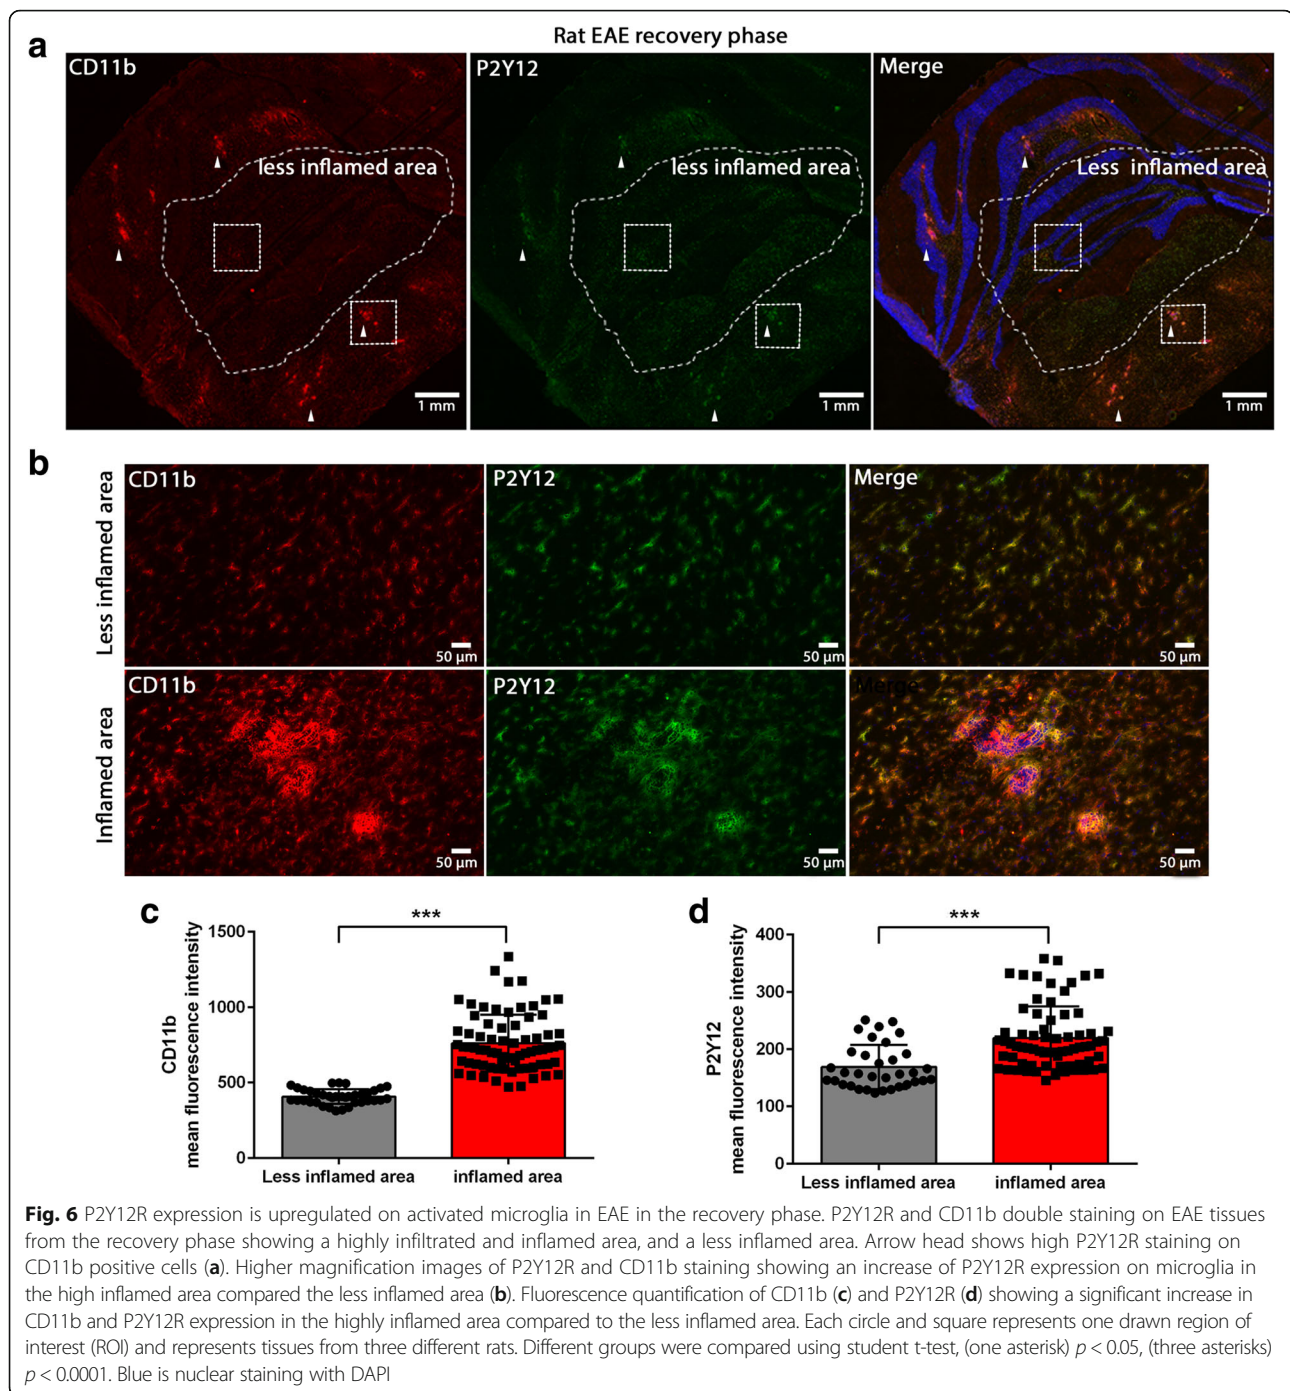 Rat EAE recovery phase
a
CD11b
P2Y12
Merge
less inflamed area
less inflamed area
Less inflamed area
1 mm
1 mm
1 mm
b
Less inflamed area
CD11b
P2Y12
Merge
50 µm
50 µm
50 µm
Inflamed area
CD11b
P2Y12
Merge
50 µm
50 µm
50 µm
c
***
CD11b
mean fluorescence intensity
1500
1000
500
0
Less inflamed area
inflamed area
d
***
P2Y12
mean fluorescence intensity
400
300
200
100
0
Less inflamed area
inflamed area
Fig. 6 P2Y12R expression is upregulated on activated microglia in EAE in the recovery phase. P2Y12R and CD11b double staining on EAE tissues
from the recovery phase showing a highly infiltrated and inflamed area, and a less inflamed area. Arrow head shows high P2Y12R staining on
CD11b positive cells (a). Higher magnification images of P2Y12R and CD11b staining showing an increase of P2Y12R expression on microglia in
the high inflamed area compared the less inflamed area (b). Fluorescence quantification of CD11b (c) and P2Y12R (d) showing a significant increase in
CD11b and P2Y12R expression in the highly inflamed area compared to the less inflamed area. Each circle and square represents one drawn region of
interest (ROI) and represents tissues from three different rats. Different groups were compared using student t-test, (one asterisk) p < 0.05, (three asterisks)
p < 0.0001. Blue is nuclear staining with DAPI